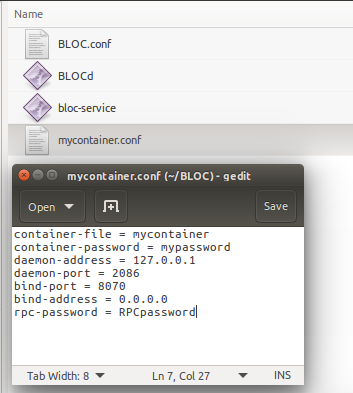 Name
BLOC.conf
BLOCd
bloc-service
mycontainer.conf
mycontainer.conf (~/BLOC) - gedit
Open Save
container-file = mycontainer
container-password = mypassword
daemon-address = 127.0.0.1
daemon-port = 2086
bind-port = 8070
bind-address = 0.0.0.0
rpc-password = RPCpassword
Tab Width: 8 Ln 7, Col 27 INS